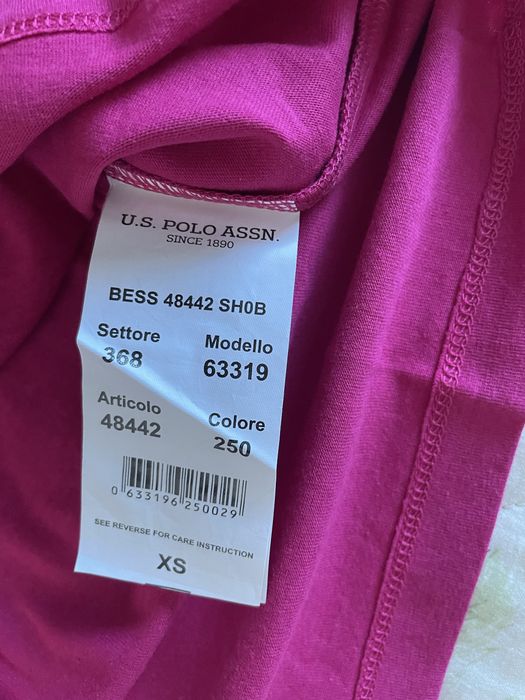 U.S. POLO ASSN.
SINCE 1890
BESS 48442 SH0B
Settore Modello
368 63319
Articolo Colore
48442 250
0 633196 250029
SEE REVERSE FOR CARE INSTRUCTION
XS